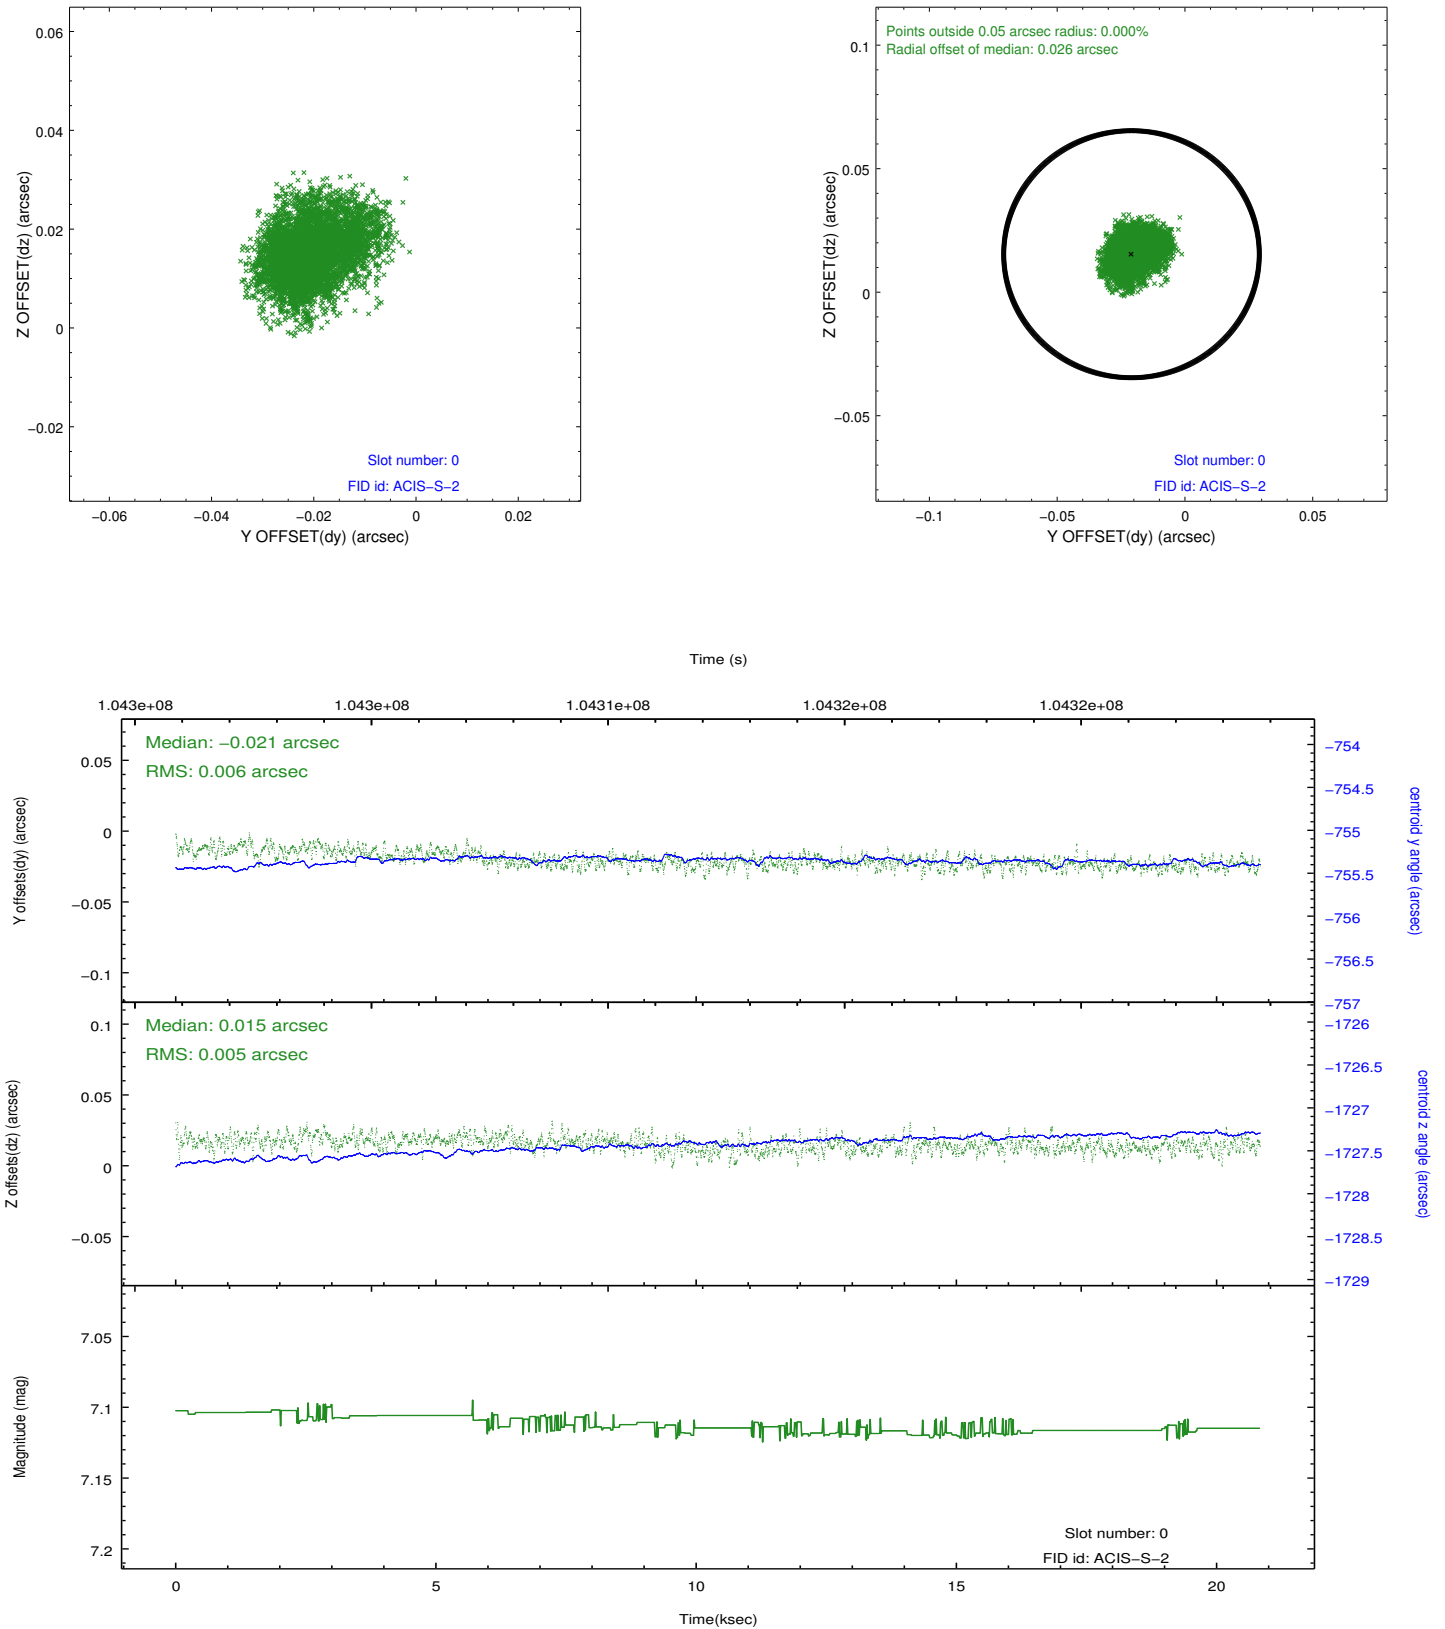 0.06
0.04
0.02
0
−0.02
Z OFFSET(dz) (arcsec)
Slot number: 0
FID id: ACIS−S−2
−0.06 −0.04 −0.02 0 0.02
Y OFFSET(dy) (arcsec)
Points outside 0.05 arcsec radius: 0.000%
Radial offset of median: 0.026 arcsec
0.1
0.05
0
−0.05
Z OFFSET(dz) (arcsec)
Slot number: 0
FID id: ACIS−S−2
−0.1 −0.05 0 0.05
Y OFFSET(dy) (arcsec)
Time (s)
1.043e+08 1.043e+08 1.0431e+08 1.0432e+08 1.0432e+08
Median: −0.021 arcsec
RMS: 0.006 arcsec
0.05
0
−0.05
−0.1
Y offsets(dy) (arcsec)
−754
−754.5
−755
−755.5
−756
−756.5
−757
centroid y angle (arcsec)
Median: 0.015 arcsec
RMS: 0.005 arcsec
0.1
0.05
0
−0.05
Z offsets(dz) (arcsec)
−1726
−1726.5
−1727
−1727.5
−1728
−1728.5
−1729
centroid z angle (arcsec)
7.05
7.1
7.15
7.2
Magnitude (mag)
Slot number: 0
FID id: ACIS−S−2
0 5 10 15 20
Time(ksec)